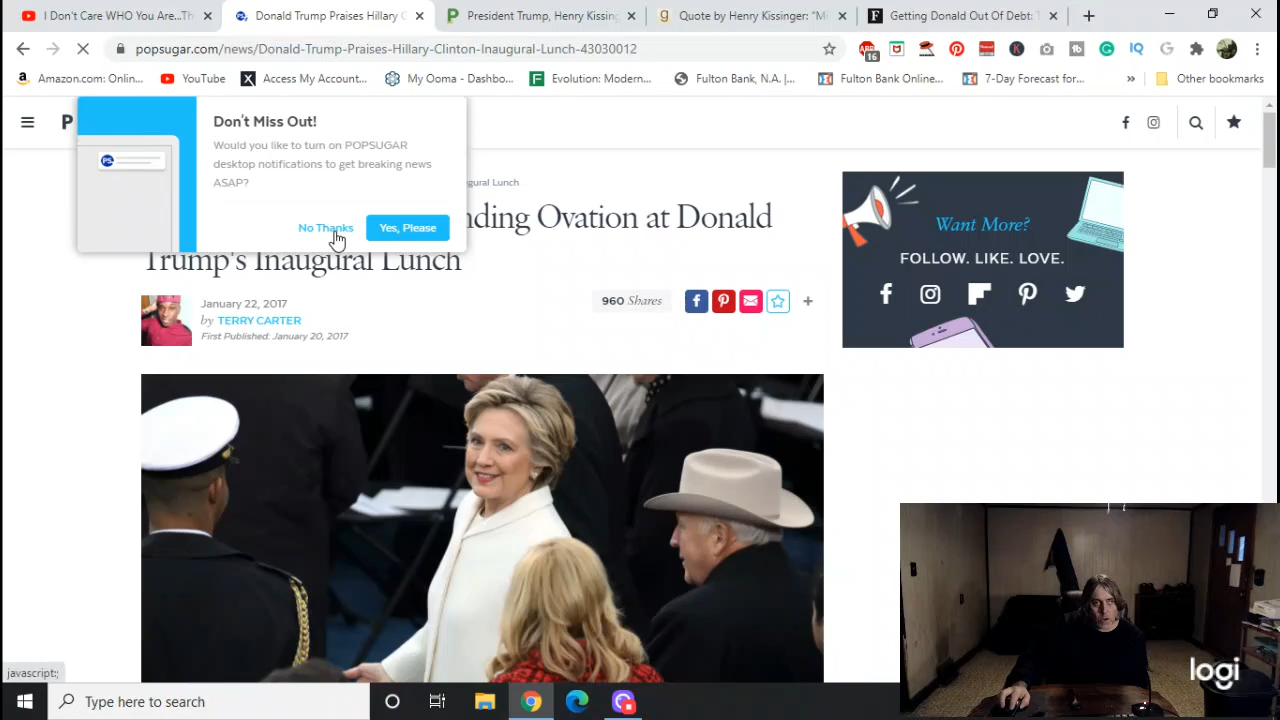 I Don't Care WHO You Are...Th
Donald Trump Praises Hillary C
President Trump, Henry Kissing
Quote by Henry Kissinger: "Mi
Getting Donald Out Of Debt: T
popsugar.com/news/Donald-Trump-Praises-Hillary-Clinton-Inaugural-Lunch-43030012
16
Amazon.com: Onlin...
YouTube
Access My Account...
My Ooma - Dashbo...
Evolution: Modern...
Fulton Bank, N.A. |...
Fulton Bank Online...
7-Day Forecast for...
»
Other bookmarks
P
Don't Miss Out!
Would you like to turn on POPSUGAR
desktop notifications to get breaking news
ASAP?
No Thanks
Yes, Please
PS
gural Lunch
nding Ovation at Donald
Trump's Inaugural Lunch
January 22, 2017
by TERRY CARTER
First Published: January 20, 2017
960 Shares
Want More?
FOLLOW. LIKE. LOVE.
javascript:;
logi
Type here to search